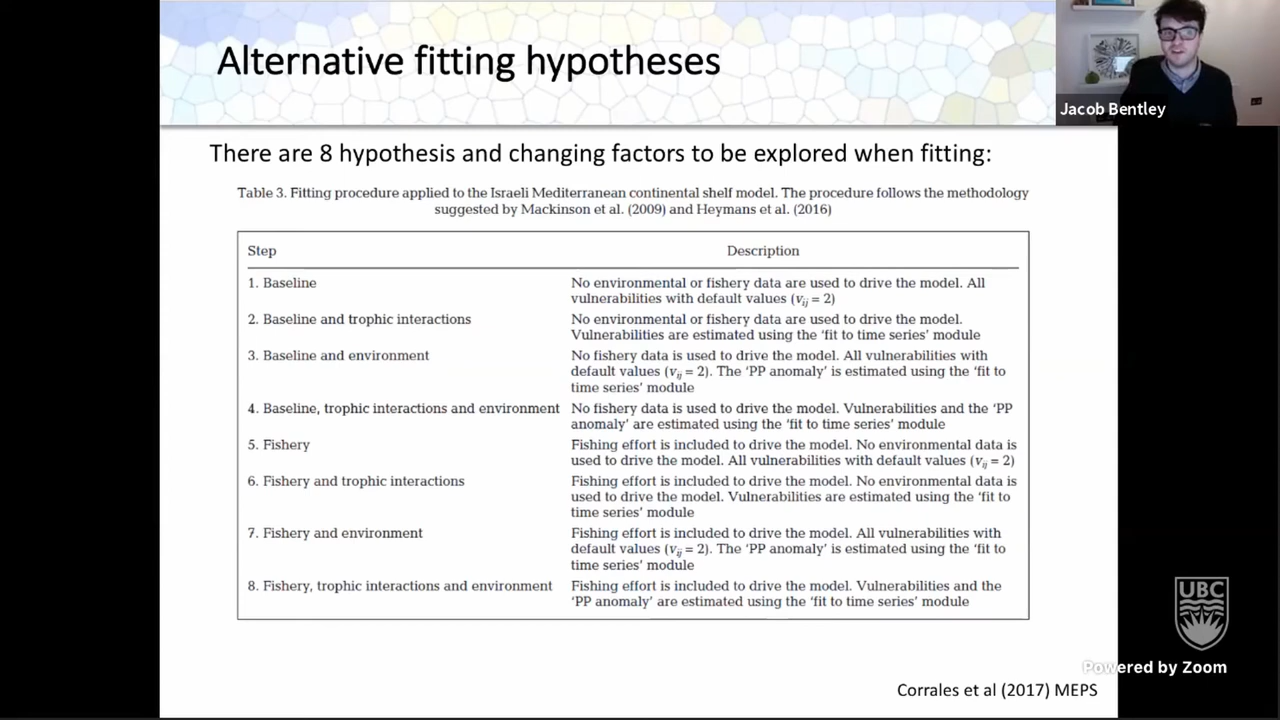 Alternative fitting hypotheses
Jacob Bentley
There are 8 hypothesis and changing factors to be explored when fitting:
Table 3. Fitting procedure applied to the Israeli Mediterranean continental shelf model. The procedure follows the methodology
suggested by Mackinson et al. (2009) and Heymans et al. (2016)
Step Description
1. Baseline No environmental or fishery data are used to drive the model. All
vulnerabilities with default values (vij = 2)
2. Baseline and trophic interactions No environmental or fishery data are used to drive the model.
Vulnerabilities are estimated using the ‘fit to time series’ module
3. Baseline and environment No fishery data is used to drive the model. All vulnerabilities with
default values (vij = 2). The ‘PP anomaly’ is estimated using the ‘fit to
time series’ module
4. Baseline, trophic interactions and environment No fishery data is used to drive the model. Vulnerabilities and the ‘PP
anomaly’ are estimated using the ‘fit to time series’ module
5. Fishery Fishing effort is included to drive the model. No environmental data is
used to drive the model. All vulnerabilities with default values (vij = 2)
6. Fishery and trophic interactions Fishing effort is included to drive the model. No environmental data is
used to drive the model. Vulnerabilities are estimated using the ‘fit to
time series’ module
7. Fishery and environment Fishing effort is included to drive the model. All vulnerabilities with
default values (vij = 2). The ‘PP anomaly’ is estimated using the ‘fit to
time series’ module
8. Fishery, trophic interactions and environment Fishing effort is included to drive the model. Vulnerabilities and the
‘PP anomaly’ are estimated using the ‘fit to time series’ module
UBC
Powered by Zoom
Corrales et al (2017) MEPS